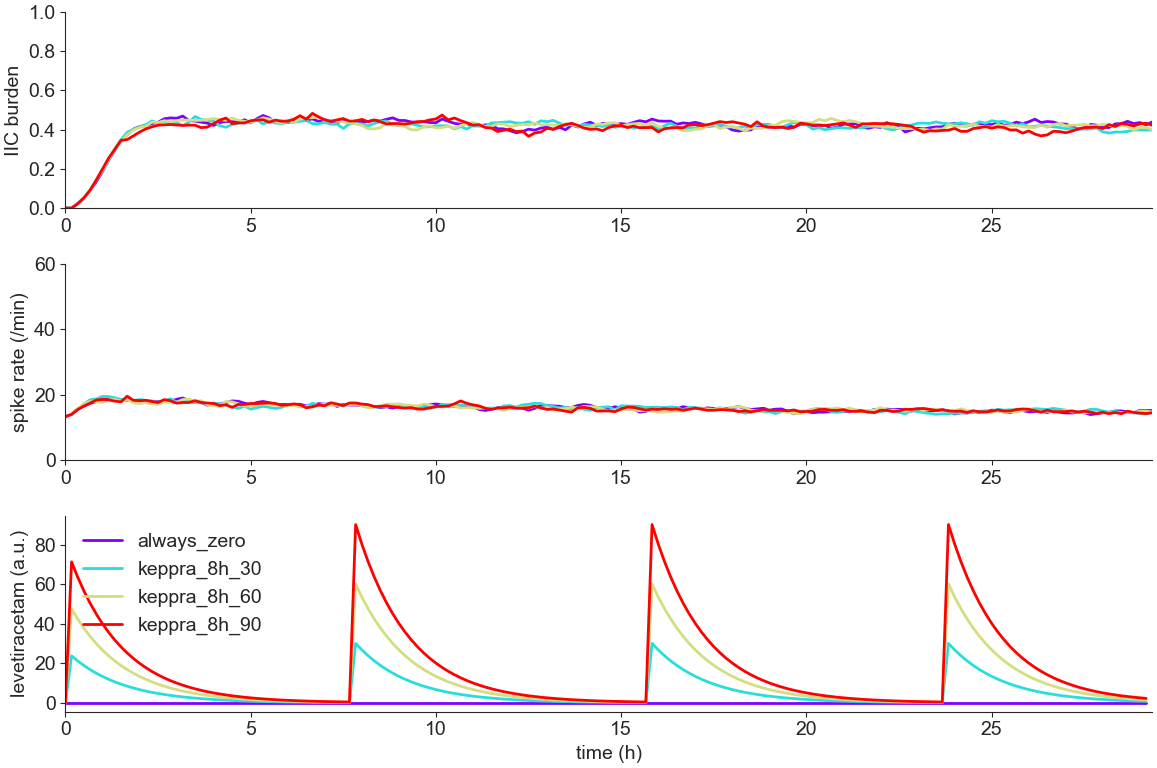 1.0
0.8
0.6
0.4
0.2
0.0
IIC burden
0 5 10 15 20 25
60
40
20
0
spike rate (/min)
0 5 10 15 20 25
80
60
40
20
0
levetiracetam (a.u.)
always_zero
keppra_8h_30
keppra_8h_60
keppra_8h_90
0 5 10 15 20 25
time (h)